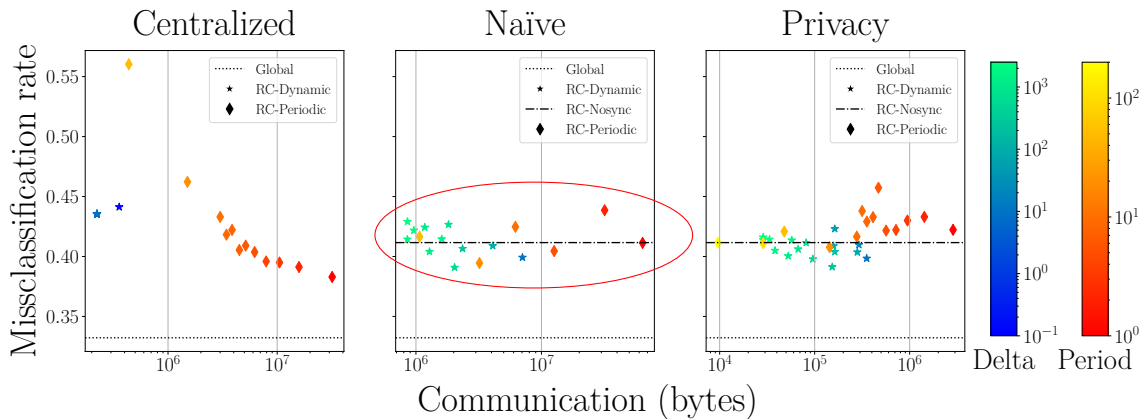 Centralized
Naïve
Privacy
Missclassification rate
0.55
0.50
0.45
0.40
0.35
Global
RC-Dynamic
RC-Periodic
Global
RC-Dynamic
RC-Nosync
RC-Periodic
Global
RC-Dynamic
RC-Nosync
RC-Periodic
10^6
10^7
10^6
10^7
10^4
10^5
10^6
Communication (bytes)
10^3
10^2
10^1
10^0
10^-1
Delta
10^2
10^1
10^0
Period